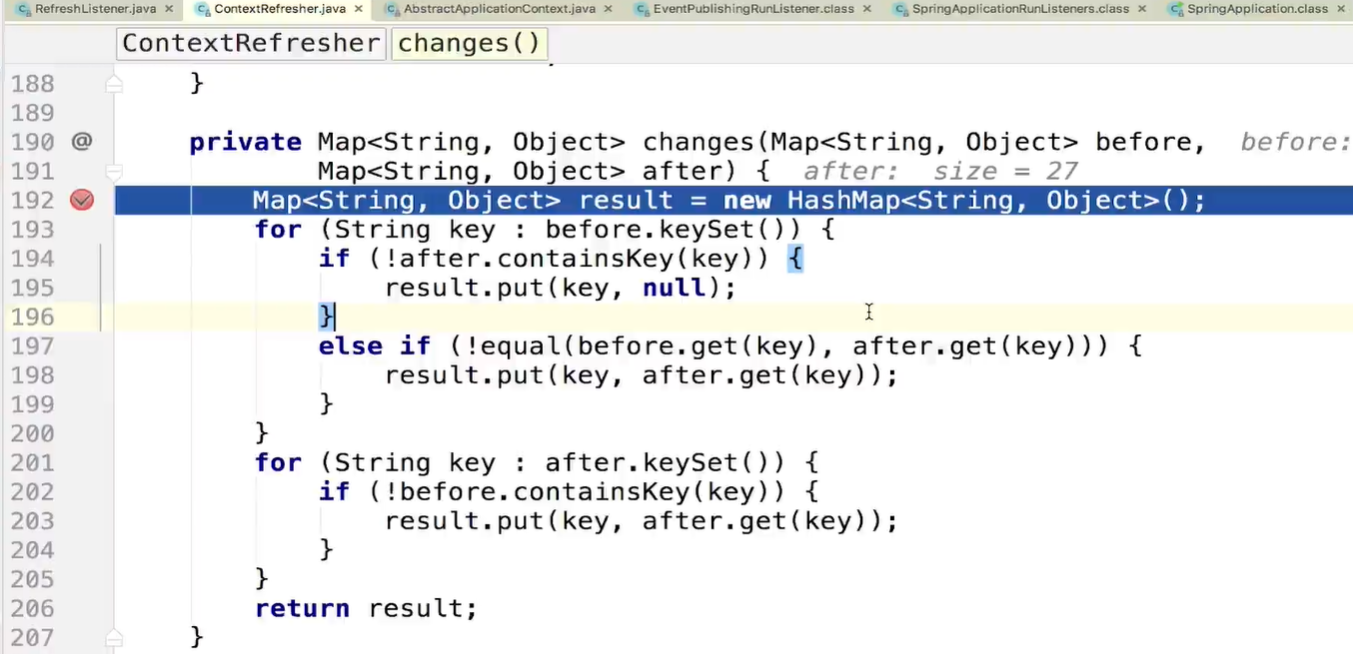 RefreshListener.java × ContextRefresher.java × AbstractApplicationContext.java × EventPublishingRunListener.class × SpringApplicationRunListeners.class × SpringApplication.class ×
ContextRefresher changes()
188 }
189
190 @ private Map<String, Object> changes(Map<String, Object> before, before:
191 Map<String, Object> after) { after: size = 27
192 Map<String, Object> result = new HashMap<String, Object>();
193 for (String key : before.keySet()) {
194 if (!after.containsKey(key)) {
195 result.put(key, null);
196 }
197 else if (!equal(before.get(key), after.get(key))) {
198 result.put(key, after.get(key));
199 }
200 }
201 for (String key : after.keySet()) {
202 if (!before.containsKey(key)) {
203 result.put(key, after.get(key));
204 }
205 }
206 return result;
207 }